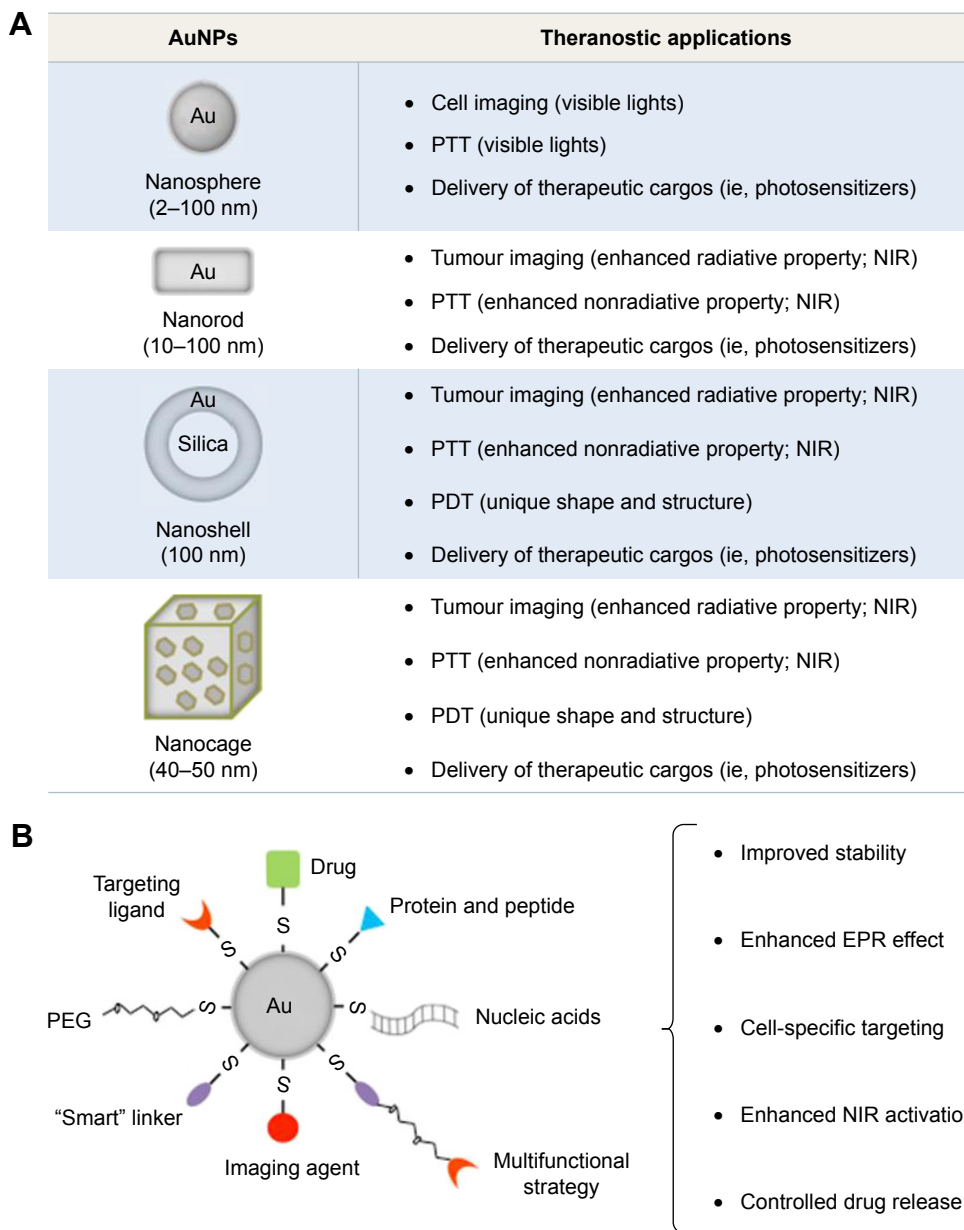 A
AuNPs
Theranostic applications
Au
Nanosphere
(2–100 nm)
• Cell imaging (visible lights)
• PTT (visible lights)
• Delivery of therapeutic cargos (ie, photosensitizers)
Au
Nanorod
(10–100 nm)
• Tumour imaging (enhanced radiative property; NIR)
• PTT (enhanced nonradiative property; NIR)
• Delivery of therapeutic cargos (ie, photosensitizers)
Au
Silica
Nanoshell
(100 nm)
• Tumour imaging (enhanced radiative property; NIR)
• PTT (enhanced nonradiative property; NIR)
• PDT (unique shape and structure)
• Delivery of therapeutic cargos (ie, photosensitizers)
Nanocage
(40–50 nm)
• Tumour imaging (enhanced radiative property; NIR)
• PTT (enhanced nonradiative property; NIR)
• PDT (unique shape and structure)
• Delivery of therapeutic cargos (ie, photosensitizers)
B
Targeting
ligand
S
Drug
S
Protein and peptide
S
PEG
S
Au
S
Nucleic acids
"Smart" linker
S
Imaging agent
S
Multifunctional
strategy
S
• Improved stability
• Enhanced EPR effect
• Cell-specific targeting
• Enhanced NIR activatio
• Controlled drug release